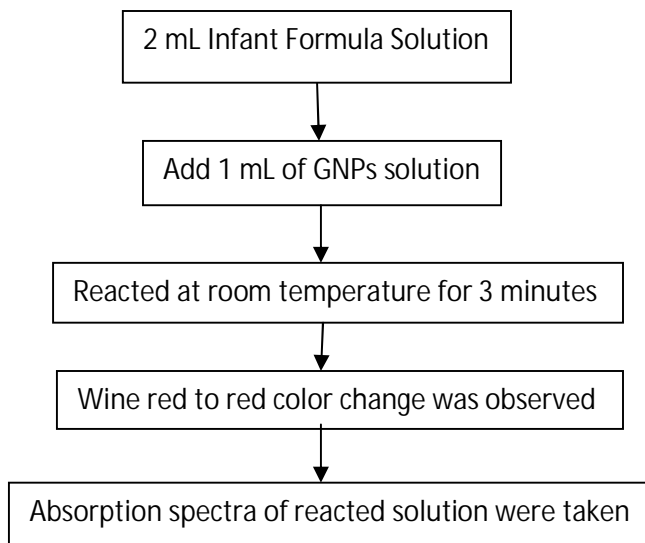 2 mL Infant Formula Solution
Add 1 mL of GNPs solution
Reacted at room temperature for 3 minutes
Wine red to red color change was observed
Absorption spectra of reacted solution were taken